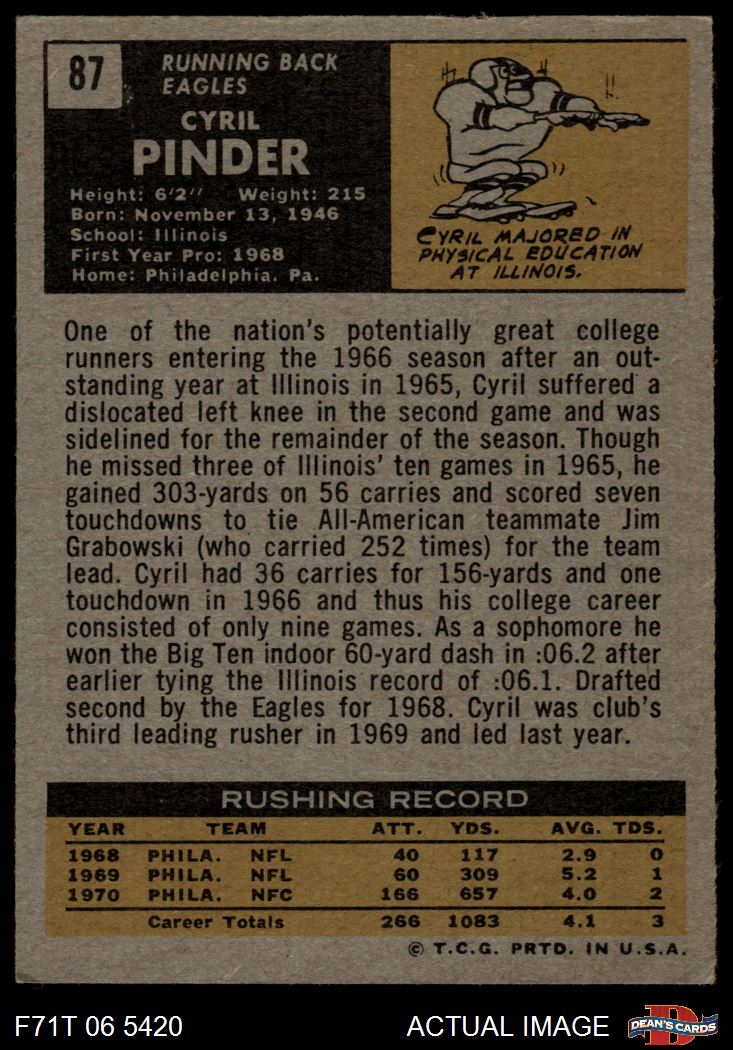 87
RUNNING BACK
EAGLES
CYRIL
PINDER
Height: 6'2'' Weight: 215
Born: November 13, 1946
School: Illinois
First Year Pro: 1968
Home: Philadelphia, Pa.
CYRIL MAJORED IN
PHYSICAL EDUCATION
AT ILLINOIS.
One of the nation's potentially great college
runners entering the 1966 season after an out-
standing year at Illinois in 1965, Cyril suffered a
dislocated left knee in the second game and was
sidelined for the remainder of the season. Though
he missed three of Illinois' ten games in 1965, he
gained 303-yards on 56 carries and scored seven
touchdowns to tie All-American teammate Jim
Grabowski (who carried 252 times) for the team
lead. Cyril had 36 carries for 156-yards and one
touchdown in 1966 and thus his college career
consisted of only nine games. As a sophomore he
won the Big Ten indoor 60-yard dash in :06.2 after
earlier tying the Illinois record of :06.1. Drafted
second by the Eagles for 1968. Cyril was club's
third leading rusher in 1969 and led last year.
RUSHING RECORD
YEAR TEAM ATT. YDS. AVG. TDS.
1968 PHILA. NFL 40 117 2.9 0
1969 PHILA. NFL 60 309 5.2 1
1970 PHILA. NFC 166 657 4.0 2
Career Totals 266 1083 4.1 3
© T.C.G. PRTD. IN U.S.A.
F71T 06 5420 ACTUAL IMAGE DEAN'S CARDS